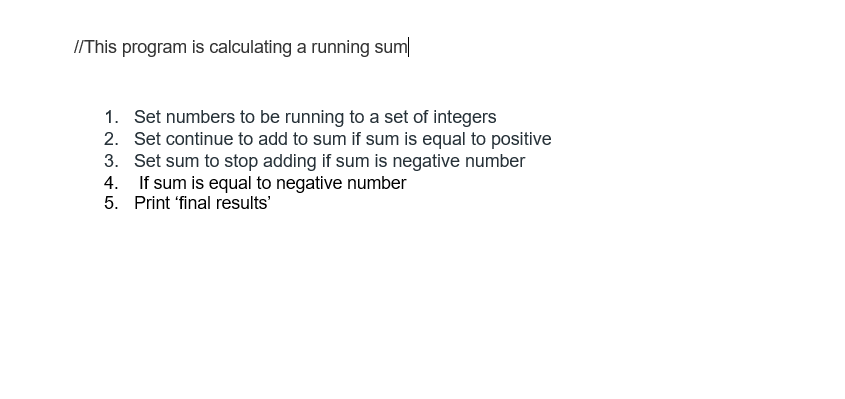 //This program is calculating a running sum
1. Set numbers to be running to a set of integers
2. Set continue to add to sum if sum is equal to positive
3. Set sum to stop adding if sum is negative number
4. If sum is equal to negative number
5. Print ‘final results’